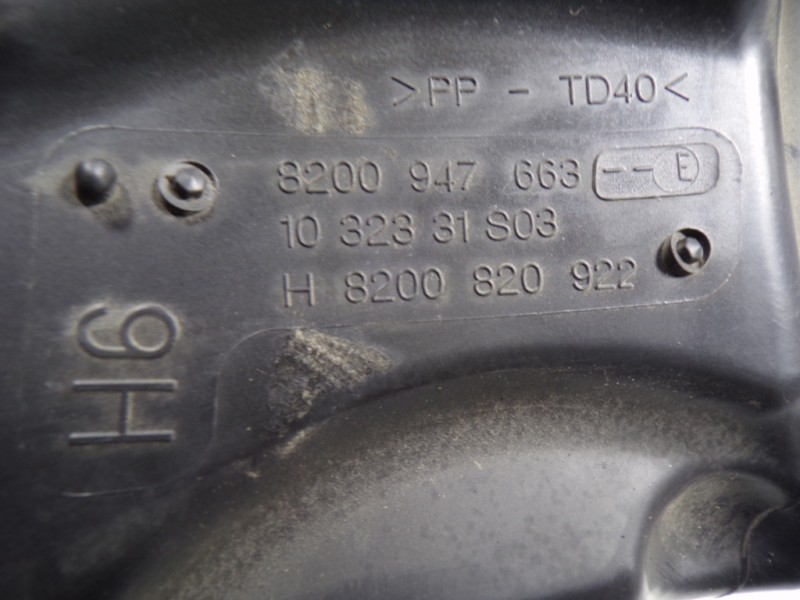 >PP - TD40<
8200 947 663 -- E
10 323 31 S03
H 8200 820 922
H6